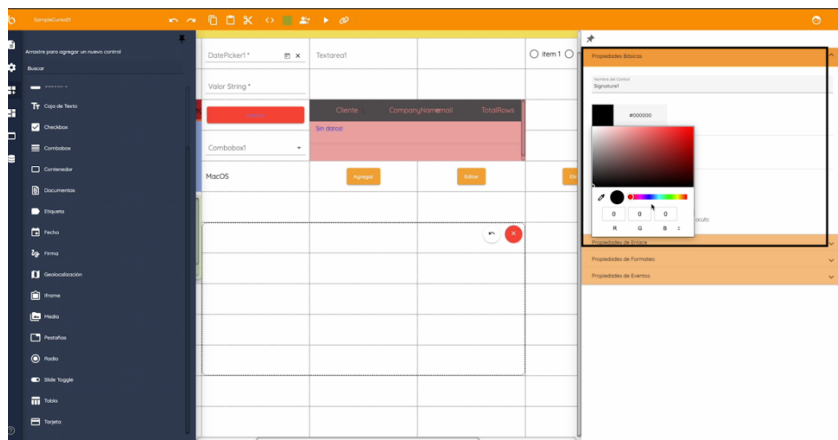 SampleCurso01
Arrastre para agregar un nuevo control
Buscar
Caja de Texto
Checkbox
Combobox
Contenedor
Documentos
Etiqueta
Fecha
Firma
Geolocalización
Iframe
Media
Pestañas
Radio
Slide Toggle
Tabla
Tarjeta
DatePicker1 *
Textarea1
Item 1
Valor String *
Cliente
CompanyName
email
TotalRows
Sin datos!
Combobox1
MacOS
Agregar
Editar
Propiedades Básicas
Nombre del Control
Signature1
#000000
0 0 0
R G B
oculto
Propiedades de Enlace
Propiedades de Formateo
Propiedades de Eventos